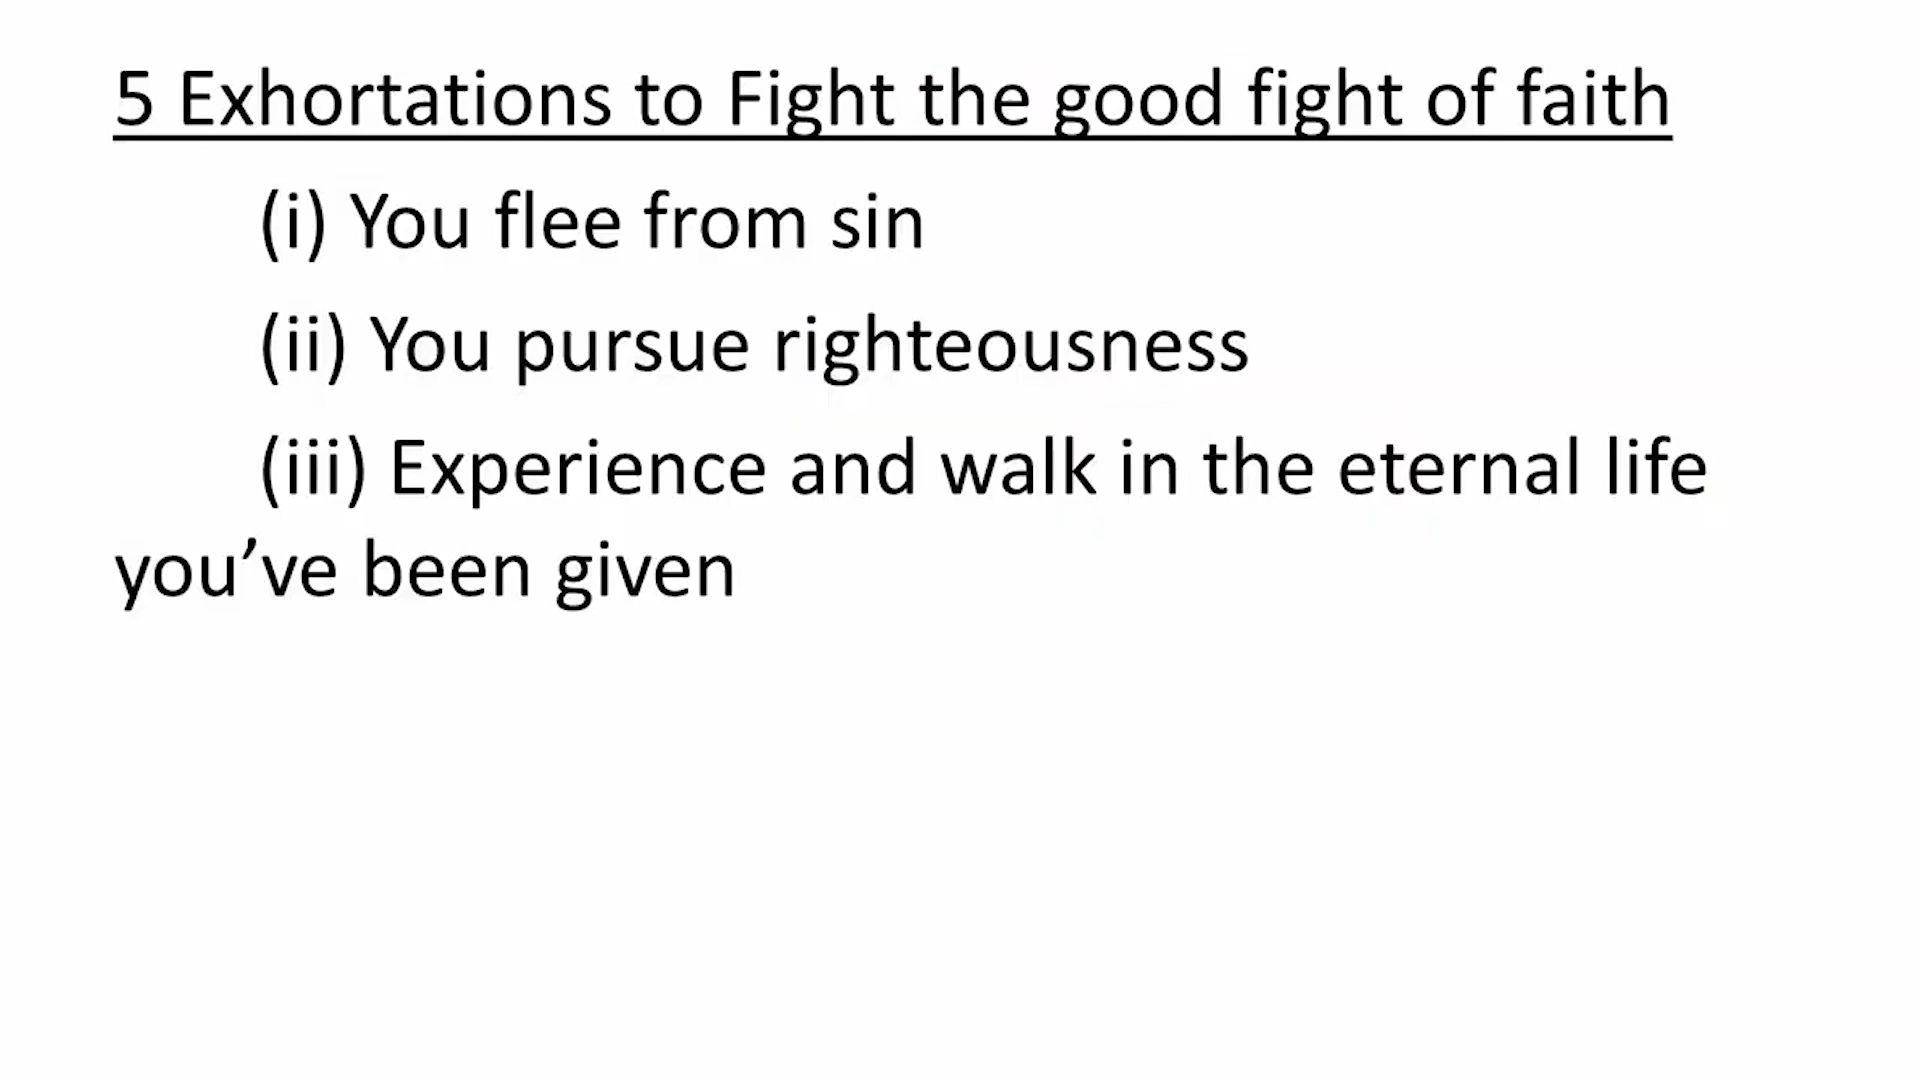 5 Exhortations to Fight the good fight of faith
(i) You flee from sin
(ii) You pursue righteousness
(iii) Experience and walk in the eternal life
you’ve been given